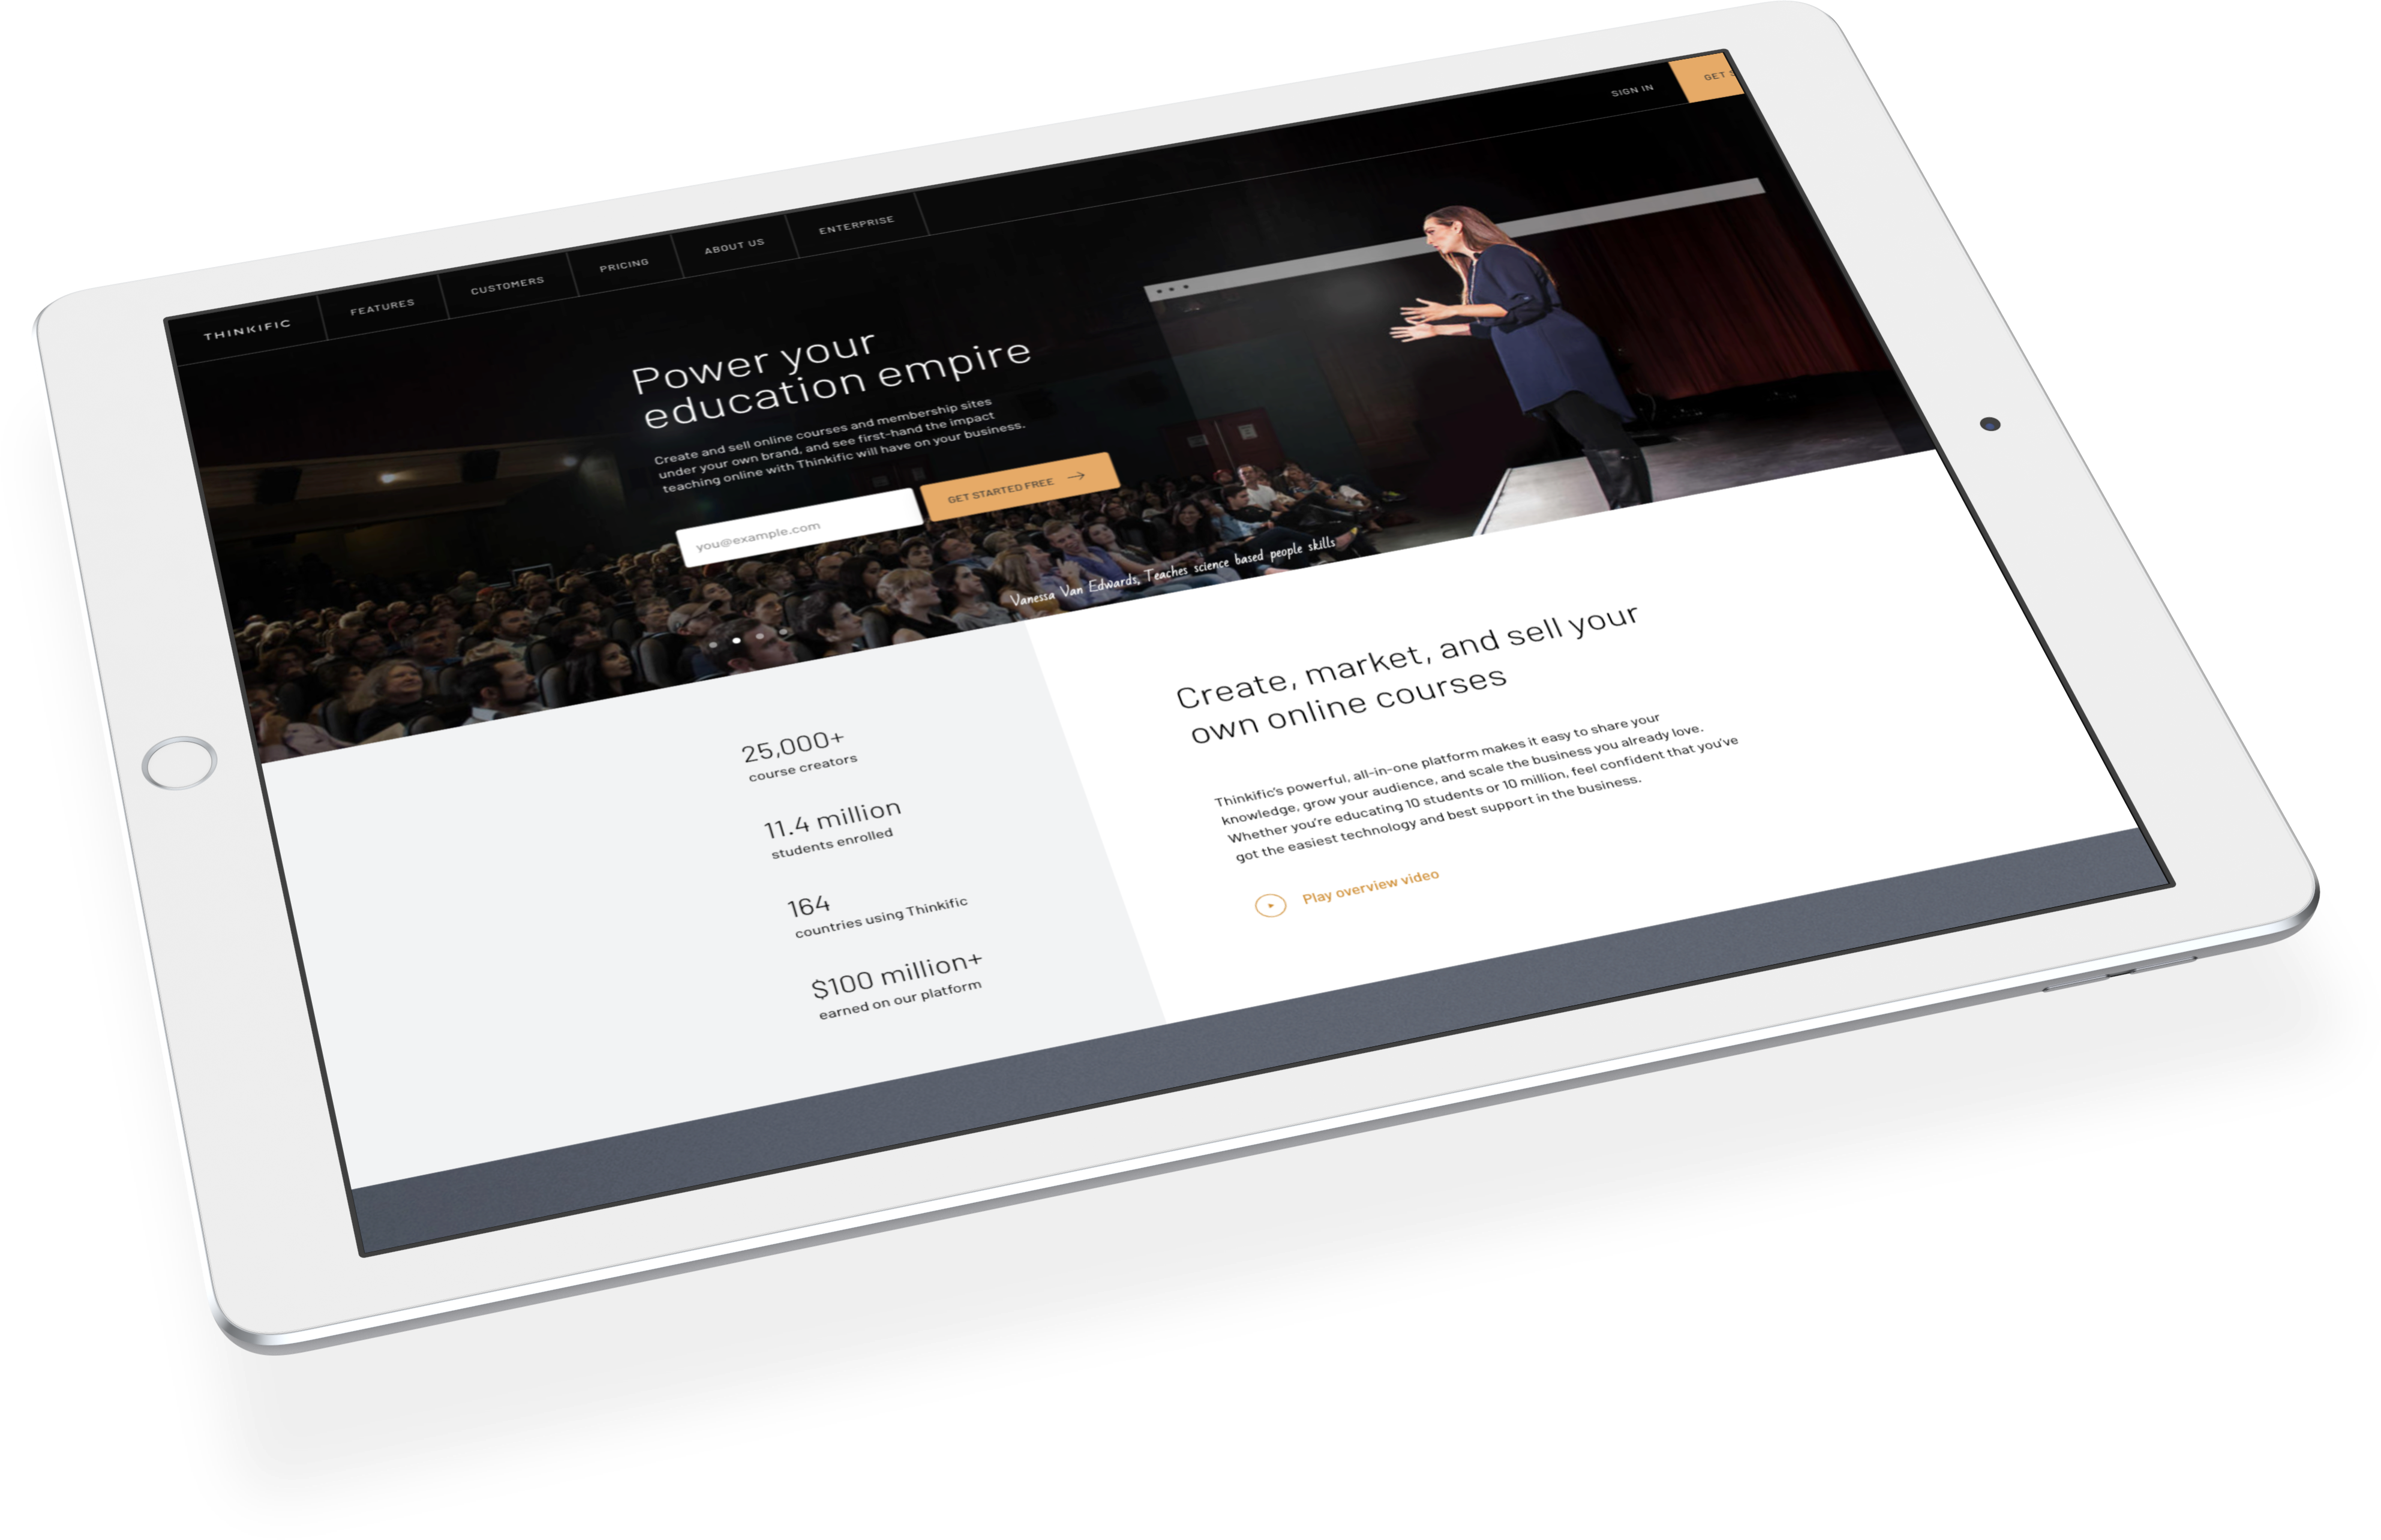 THINKIFIC
FEATURES
CUSTOMERS
PRICING
ABOUT US
ENTERPRISE
SIGN IN
GET
Power your
education empire
Create and sell online courses and membership sites
under your own brand, and see first-hand the impact
teaching online with Thinkific will have on your business.
you@example.com
GET STARTED FREE
Vanessa Van Edwards, Teaches science based people skills
25,000+
course creators
11.4 million
students enrolled
164
countries using Thinkific
$100 million+
earned on our platform
Create, market, and sell your
own online courses
Thinkific's powerful, all-in-one platform makes it easy to share your
knowledge, grow your audience, and scale the business you already love.
Whether you're educating 10 students or 10 million, feel confident that you've
got the easiest technology and best support in the business.
Play overview video